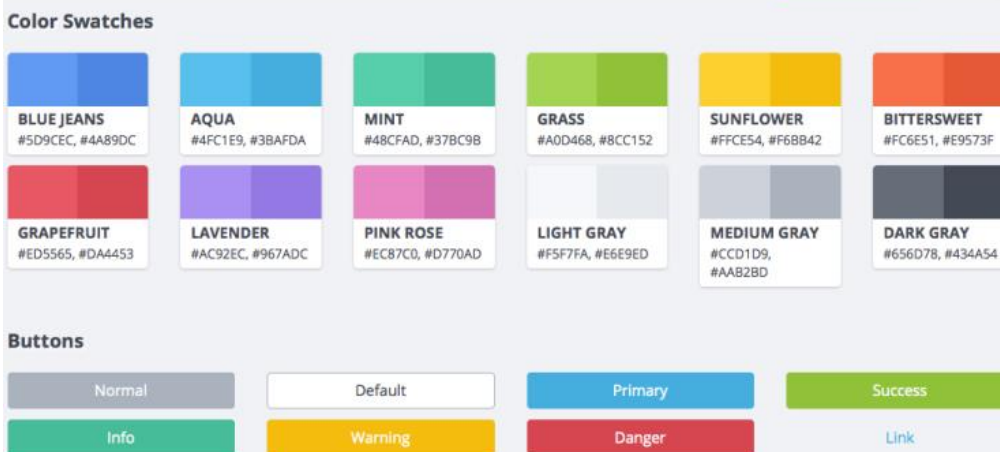 Color Swatches
BLUE JEANS
#5D9CEC, #4A89DC
AQUA
#4FC1E9, #3BAFDA
MINT
#48CFAD, #37BC9B
GRASS
#A0D468, #8CC152
SUNFLOWER
#FFCE54, #F6BB42
BITTERSWEET
#FC6E51, #E9573F
GRAPEFRUIT
#ED5565, #DA4453
LAVENDER
#AC92EC, #967ADC
PINK ROSE
#EC87C0, #D770AD
LIGHT GRAY
#F5F7FA, #E6E9ED
MEDIUM GRAY
#CCD1D9,
#AAB2BD
DARK GRAY
#656D78, #434A54
Buttons
Normal
Default
Primary
Success
Info
Warning
Danger
Link